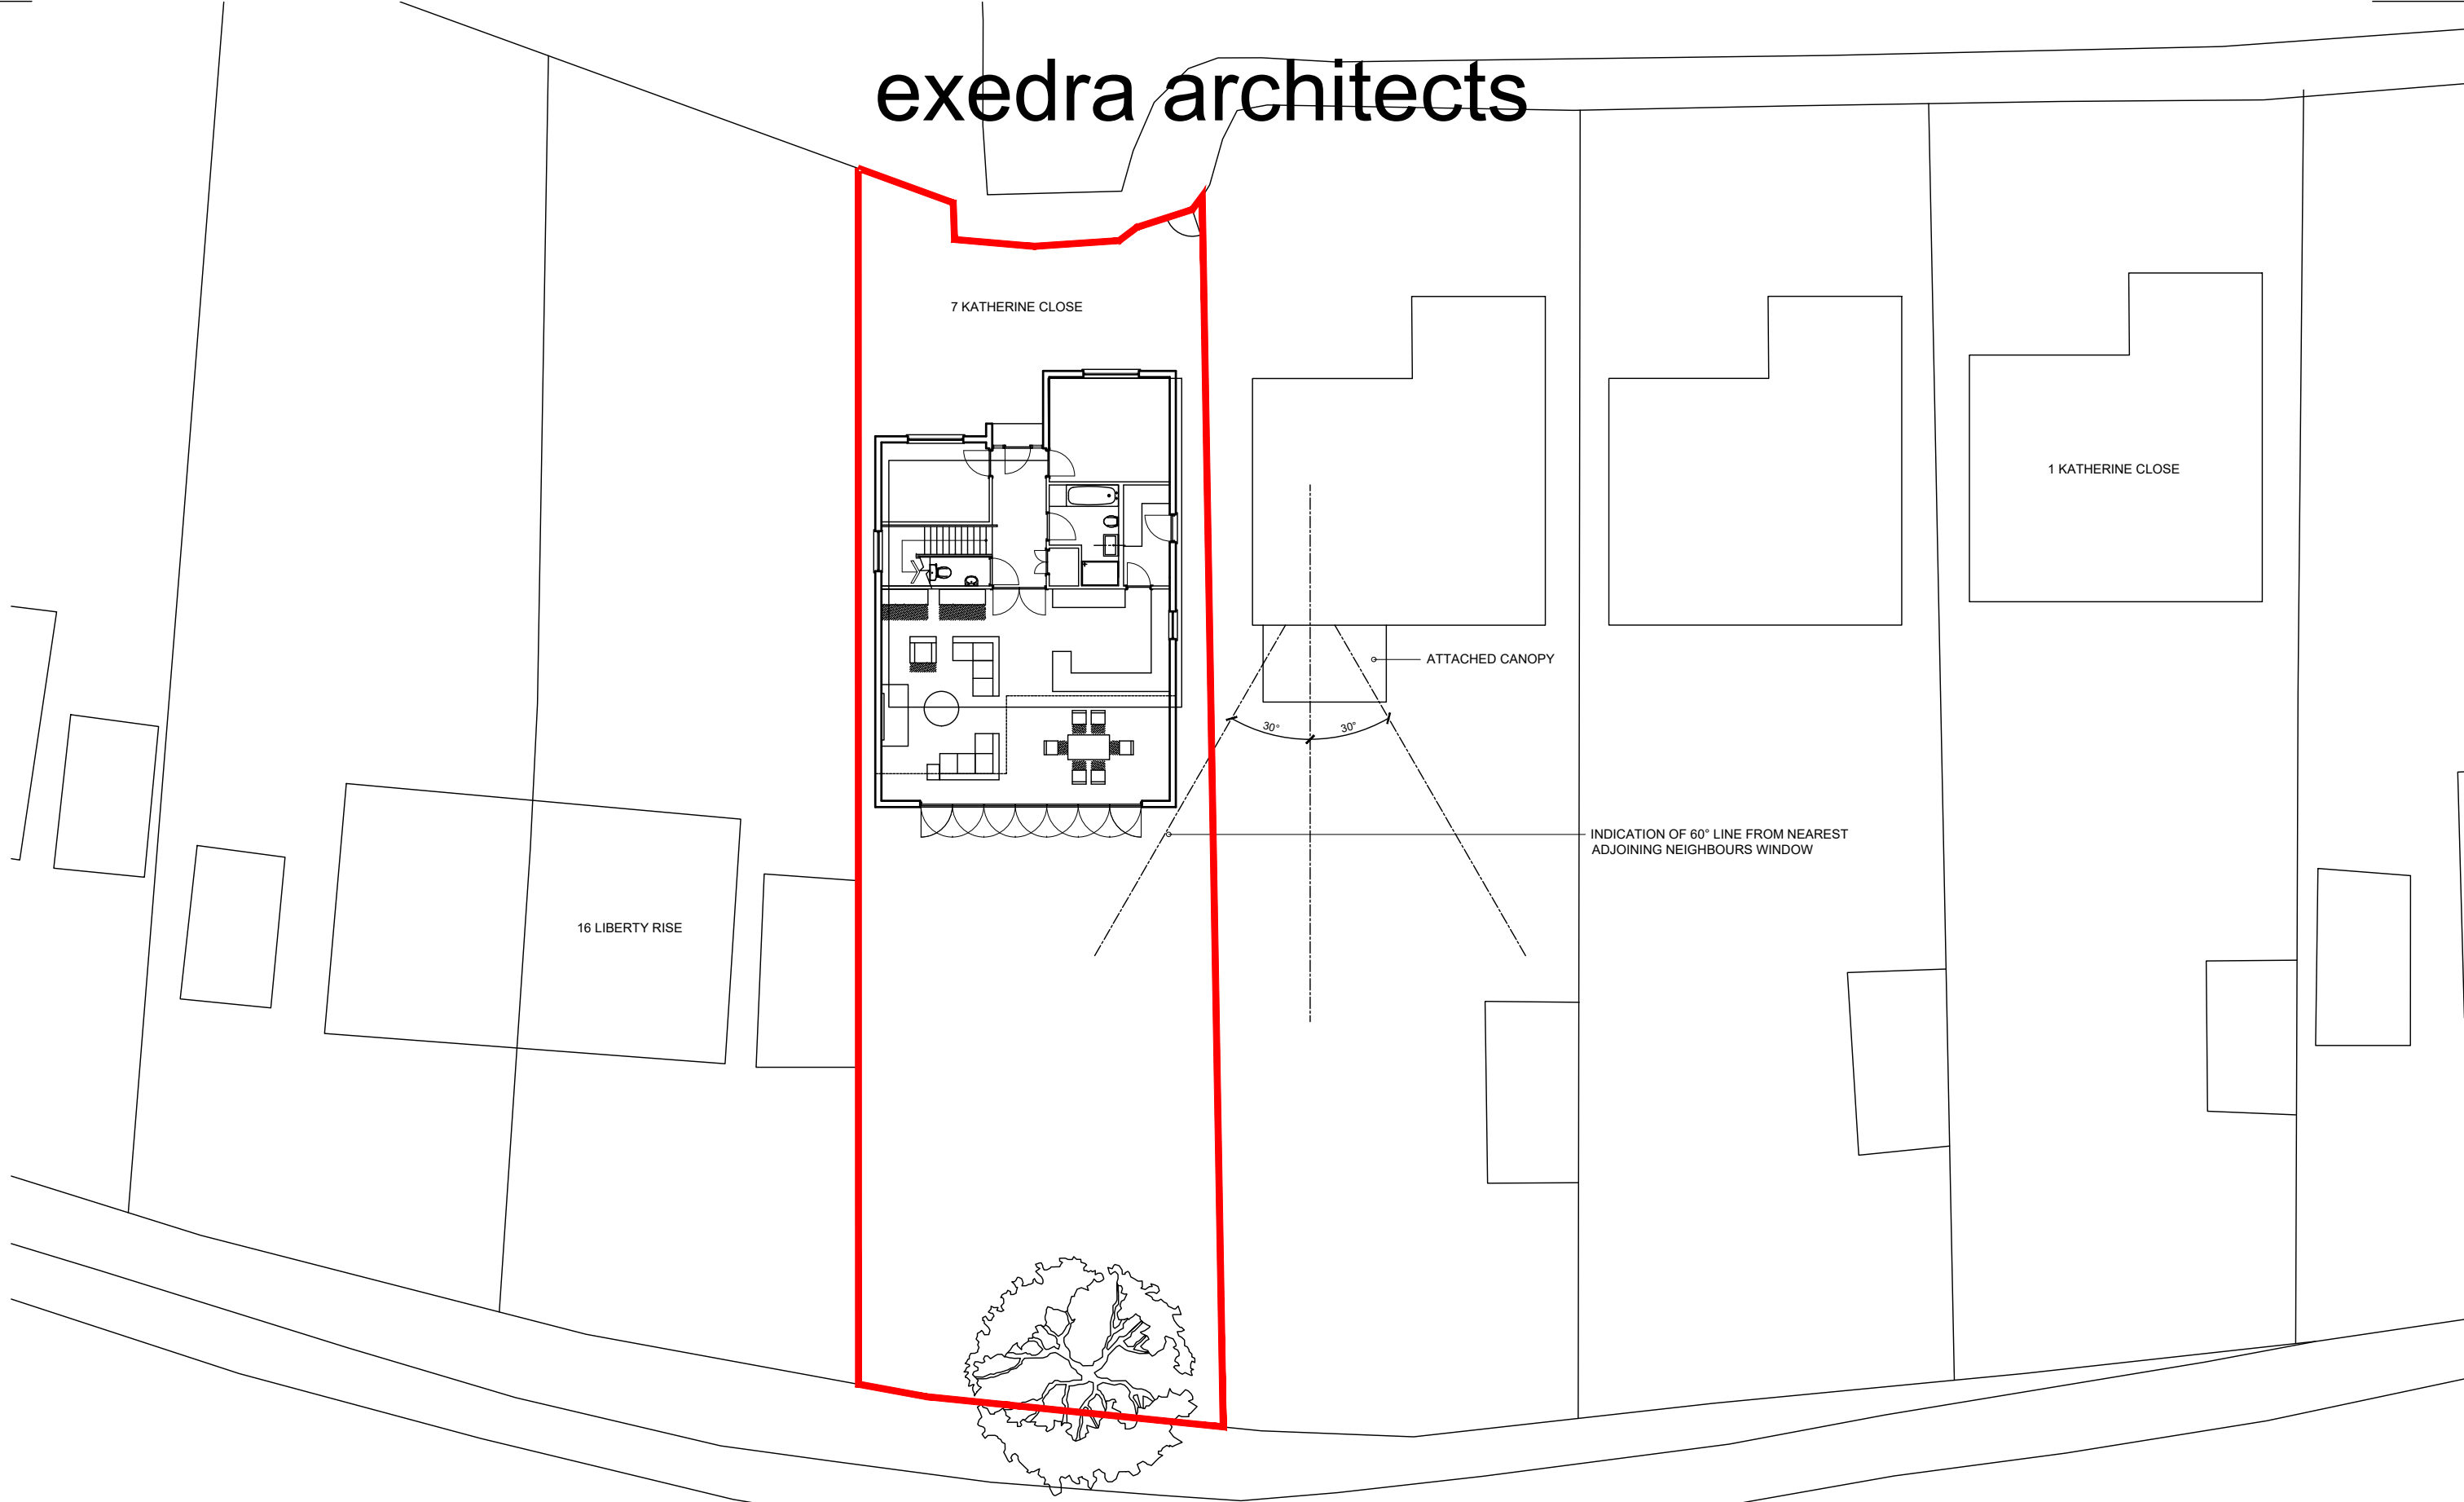 exedra architects
7 KATHERINE CLOSE
1 KATHERINE CLOSE
ATTACHED CANOPY
30°
30°
INDICATION OF 60° LINE FROM NEAREST
ADJOINING NEIGHBOURS WINDOW
16 LIBERTY RISE